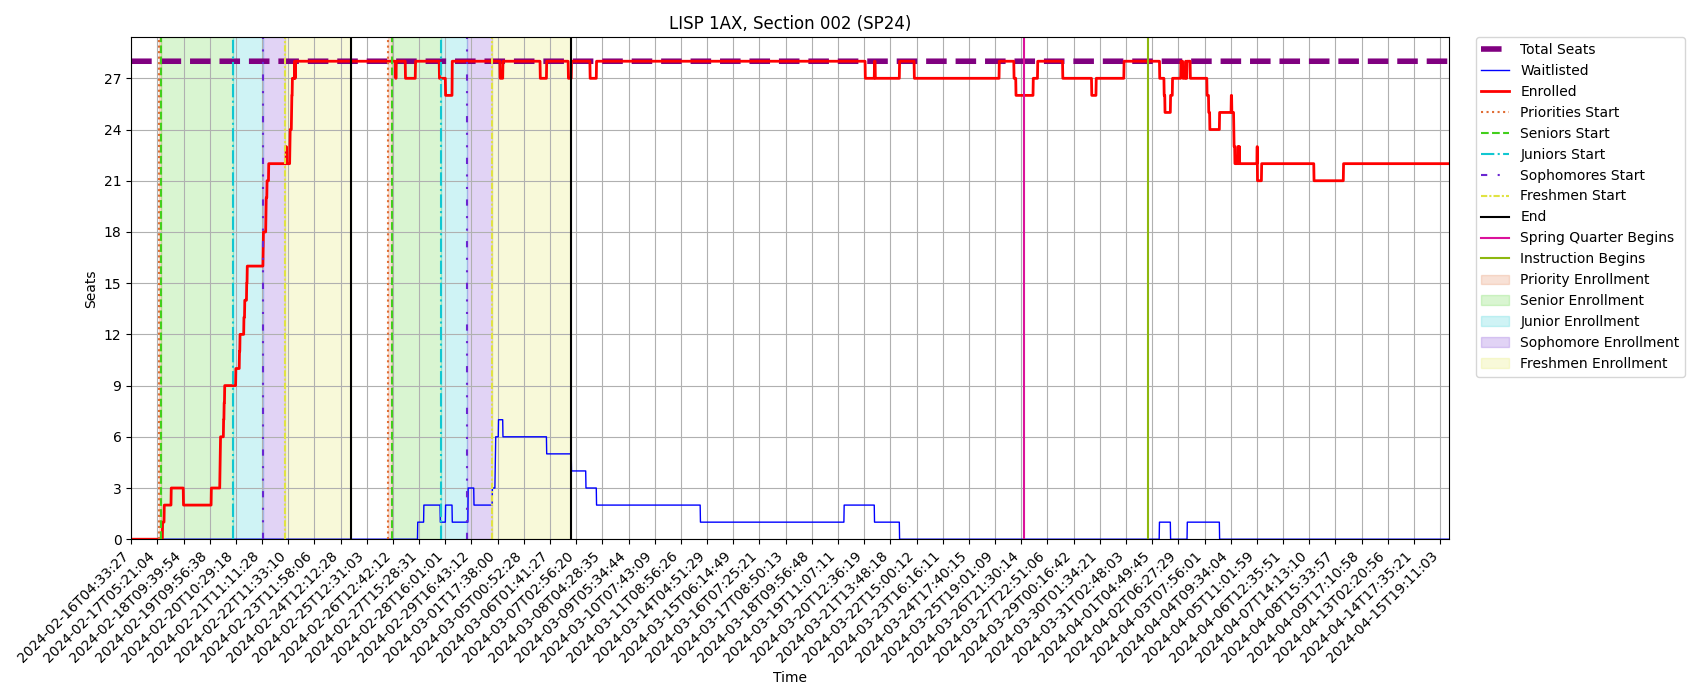 LISP 1AX, Section 002 (SP24)
Seats
27
24
21
18
15
12
9
6
3
0
2024-02-16T04:33:27
2024-02-17T05:21:04
2024-02-18T09:39:54
2024-02-19T09:56:38
2024-02-20T10:29:18
2024-02-21T11:11:28
2024-02-22T11:33:10
2024-02-23T11:58:06
2024-02-24T12:12:28
2024-02-25T12:31:03
2024-02-26T12:42:12
2024-02-27T15:28:31
2024-02-28T16:01:01
2024-02-29T16:43:12
2024-03-01T17:38:00
2024-03-05T00:52:28
2024-03-06T01:41:27
2024-03-07T02:56:20
2024-03-08T04:28:35
2024-03-09T05:34:44
2024-03-10T07:43:09
2024-03-11T08:56:20
2024-03-14T04:51:29
2024-03-15T06:14:49
2024-03-16T07:25:21
2024-03-17T08:50:13
2024-03-18T09:56:48
2024-03-19T11:07:11
2024-03-20T12:36:19
2024-03-21T13:48:18
2024-03-22T15:00:12
2024-03-23T16:16:11
2024-03-24T17:40:15
2024-03-25T19:01:09
2024-03-26T21:30:14
2024-03-27T22:51:06
2024-03-29T00:16:42
2024-03-30T01:34:21
2024-03-31T02:48:03
2024-04-01T04:49:45
2024-04-02T06:27:29
2024-04-03T07:56:01
2024-04-04T09:34:04
2024-04-05T11:01:59
2024-04-06T12:35:51
2024-04-07T14:13:10
2024-04-08T15:33:57
2024-04-09T17:10:58
2024-04-13T02:20:56
2024-04-14T17:35:21
2024-04-15T19:11:03
Time
Total Seats
Waitlisted
Enrolled
Priorities Start
Seniors Start
Juniors Start
Sophomores Start
Freshmen Start
End
Spring Quarter Begins
Instruction Begins
Priority Enrollment
Senior Enrollment
Junior Enrollment
Sophomore Enrollment
Freshmen Enrollment